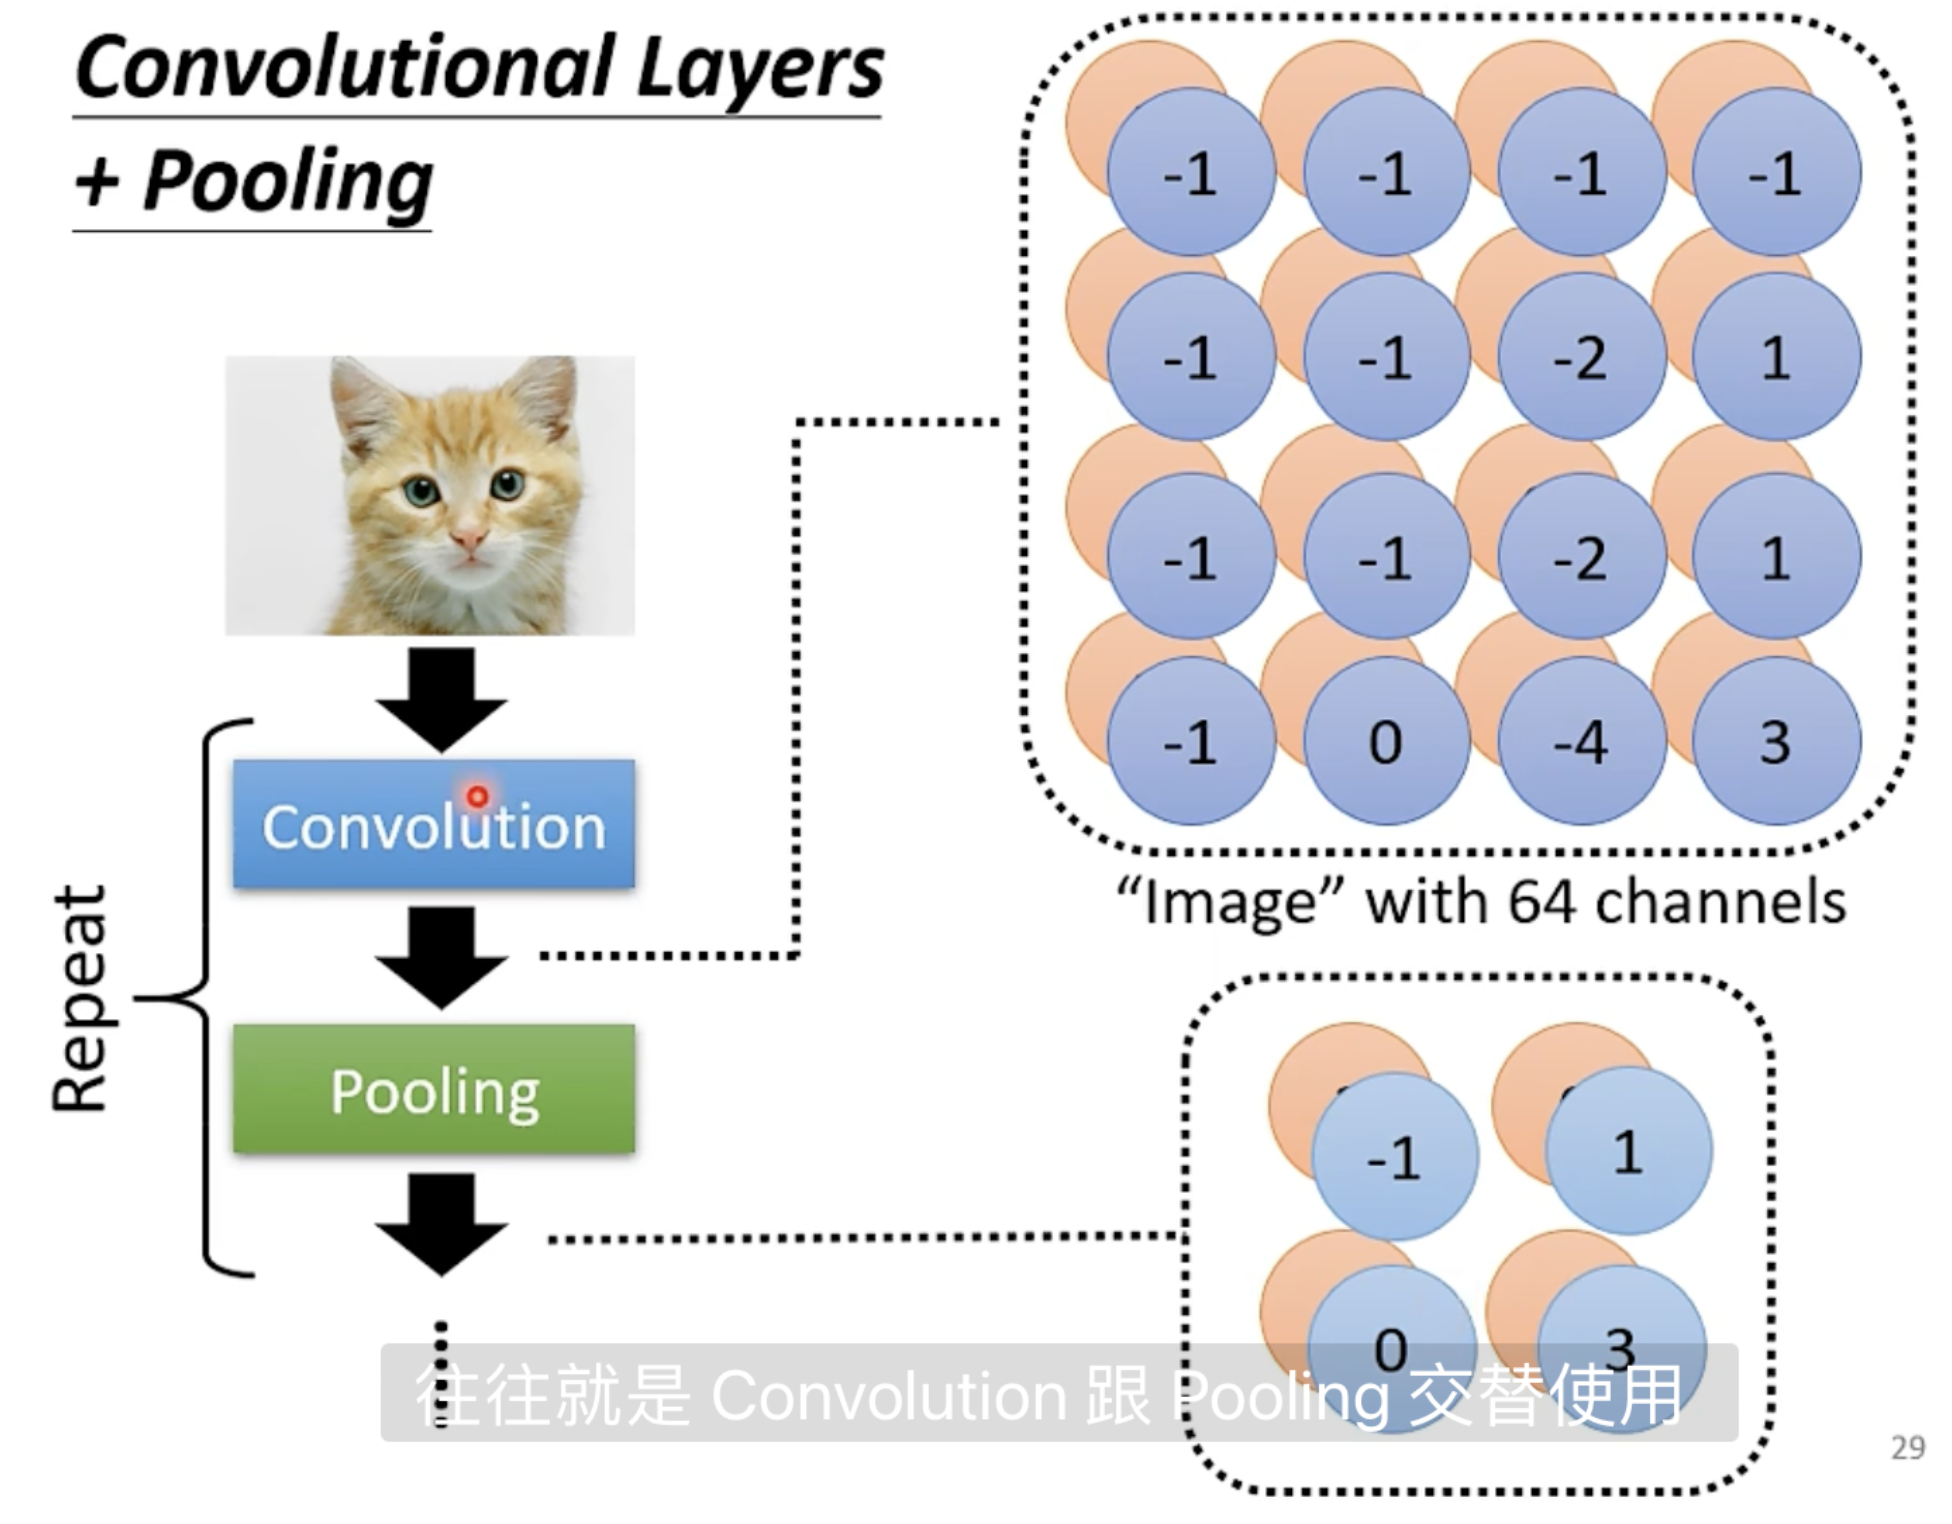 Convolutional Layers
+ Pooling
-1 -1 -1 -1
-1 -1 -2 1
-1 -1 -2 1
-1 0 -4 3
“Image” with 64 channels
Repeat
Convolution
Pooling
-1 1
0 3
往往就是 Convolution 跟 Pooling 交替使用
29